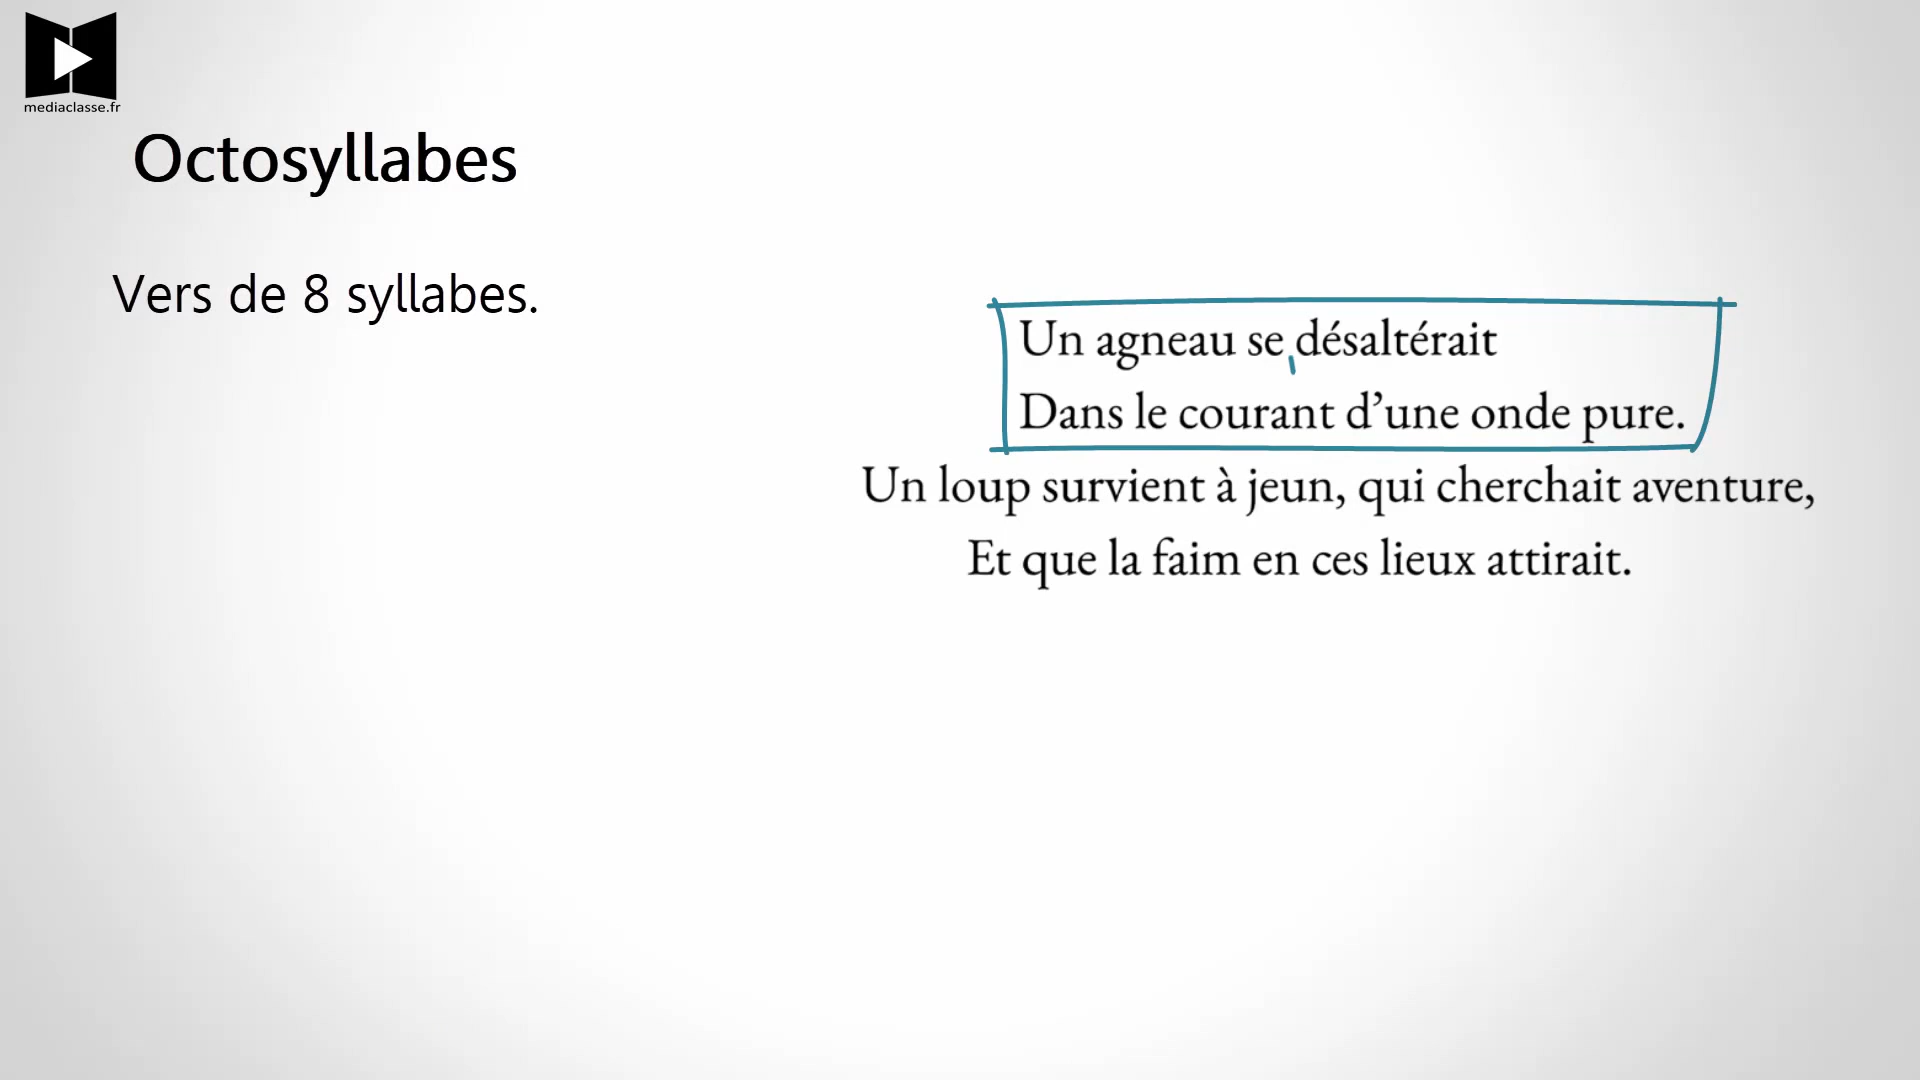 mediaclasse.fr
Octosyllabes
Vers de 8 syllabes.
Un agneau se désaltérait
Dans le courant d’une onde pure.
Un loup survient à jeun, qui cherchait aventure,
Et que la faim en ces lieux attirait.